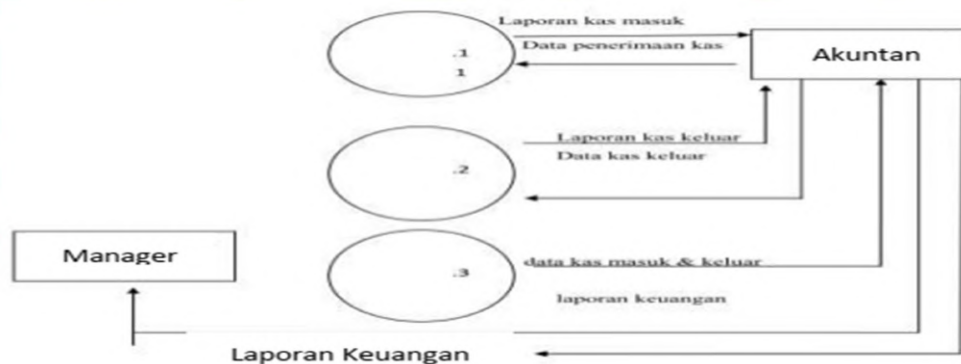 Laporan kas masuk
Data penerimaan kas
.1
1
Akuntan
Laporan kas keluar
Data kas keluar
.2
Manager
.3
data kas masuk & keluar
laporan keuangan
Laporan Keuangan